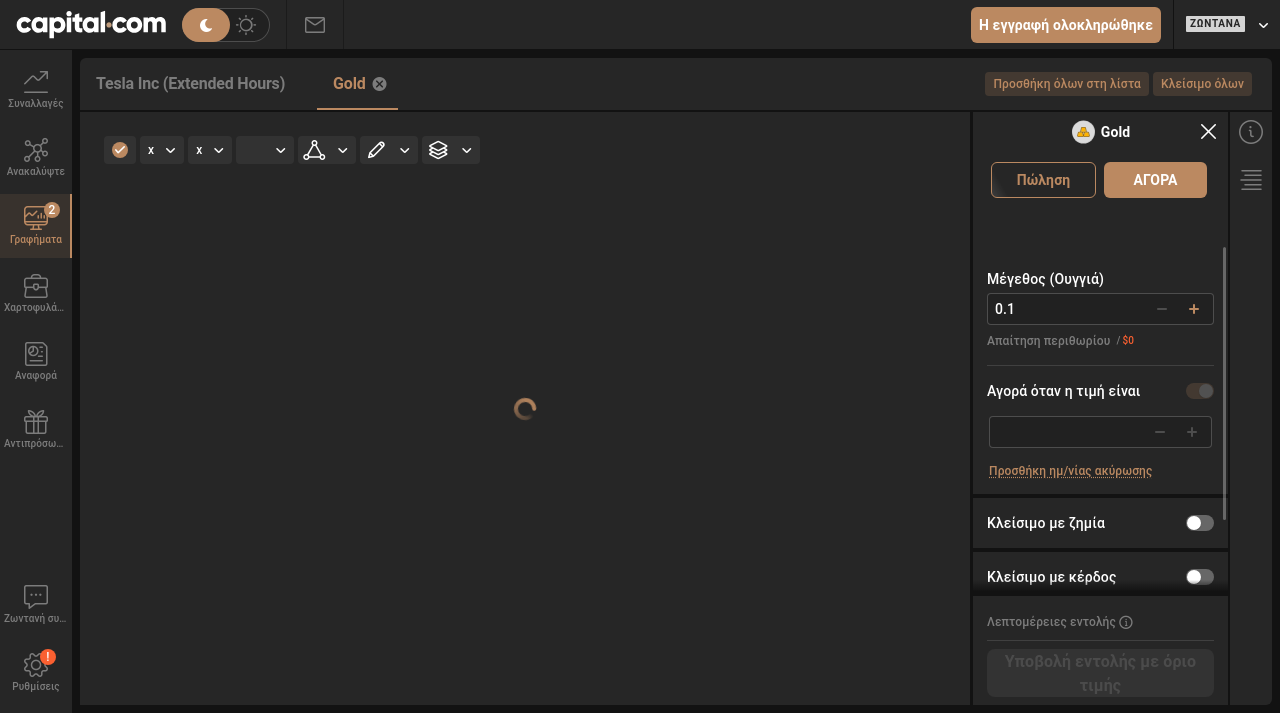 capital.com
Η εγγραφή ολοκληρώθηκε
ΖΩΝΤΑΝΑ
Συναλλαγές
Ανακαλύψτε
2
Γραφήματα
Χαρτοφυλά...
Αναφορά
Αντιπρόσω...
Ζωντανή συ...
!
Ρυθμίσεις
Tesla Inc (Extended Hours)
Gold
Προσθήκη όλων στη λίστα
Κλείσιμο όλων
x
x
Gold
Πώληση
ΑΓΟΡΑ
Μέγεθος (Ουγγιά)
0.1
Απαίτηση περιθωρίου / $0
Αγορά όταν η τιμή είναι
Προσθήκη ημ/νίας ακύρωσης
Κλείσιμο με ζημία
Κλείσιμο με κέρδος
Λεπτομέρειες εντολής
Υποβολή εντολής με όριο
τιμής